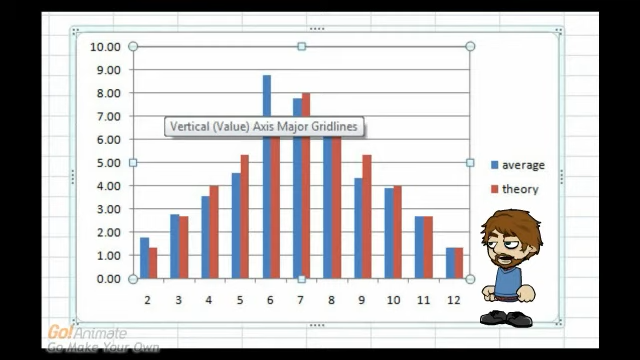 10.00
9.00
8.00
7.00
6.00
5.00
4.00
3.00
2.00
1.00
0.00
Vertical (Value) Axis Major Gridlines
2 3 4 5 6 7 8 9 10 11 12
average
theory
Go!Animate
Go Make Your Own